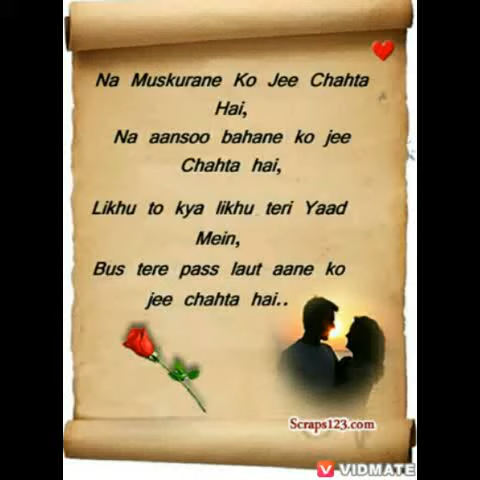 Na Muskurane Ko Jee Chahta
Hai,
Na aansoo bahane ko jee
Chahta hai,
Likhu to kya likhu teri Yaad
Mein,
Bus tere pass laut aane ko
jee chahta hai..
Scraps123.com
VIDMATE